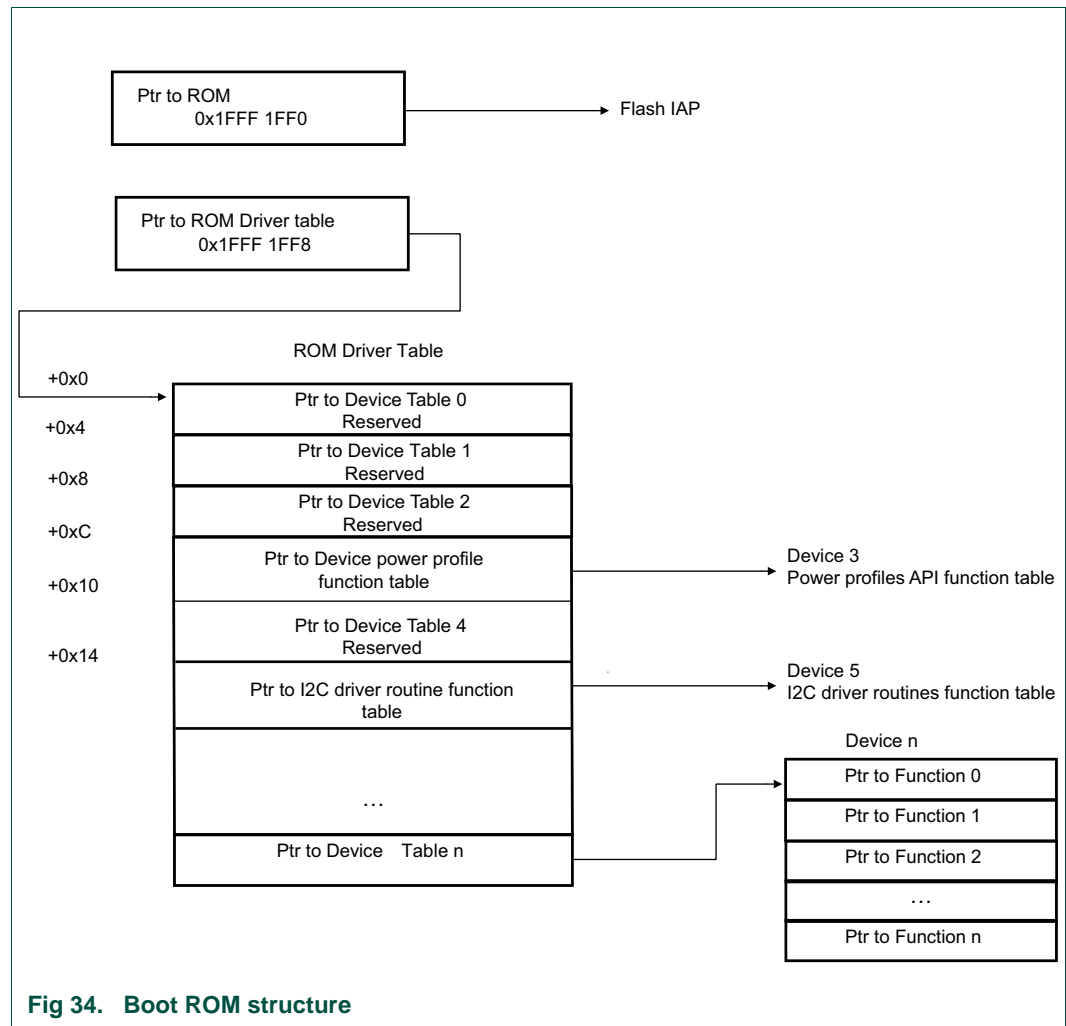 Ptr to ROM
0x1FFF 1FF0
Flash IAP
Ptr to ROM Driver table
0x1FFF 1FF8
ROM Driver Table
+0x0
Ptr to Device Table 0
Reserved
+0x4
Ptr to Device Table 1
Reserved
+0x8
Ptr to Device Table 2
Reserved
+0xC
Ptr to Device power profile
function table
Device 3
Power profiles API function table
+0x10
Ptr to Device Table 4
Reserved
+0x14
Ptr to I2C driver routine function
table
Device 5
I2C driver routines function table
…
Ptr to Device Table n
Device n
Ptr to Function 0
Ptr to Function 1
Ptr to Function 2
…
Ptr to Function n
Fig 34. Boot ROM structure